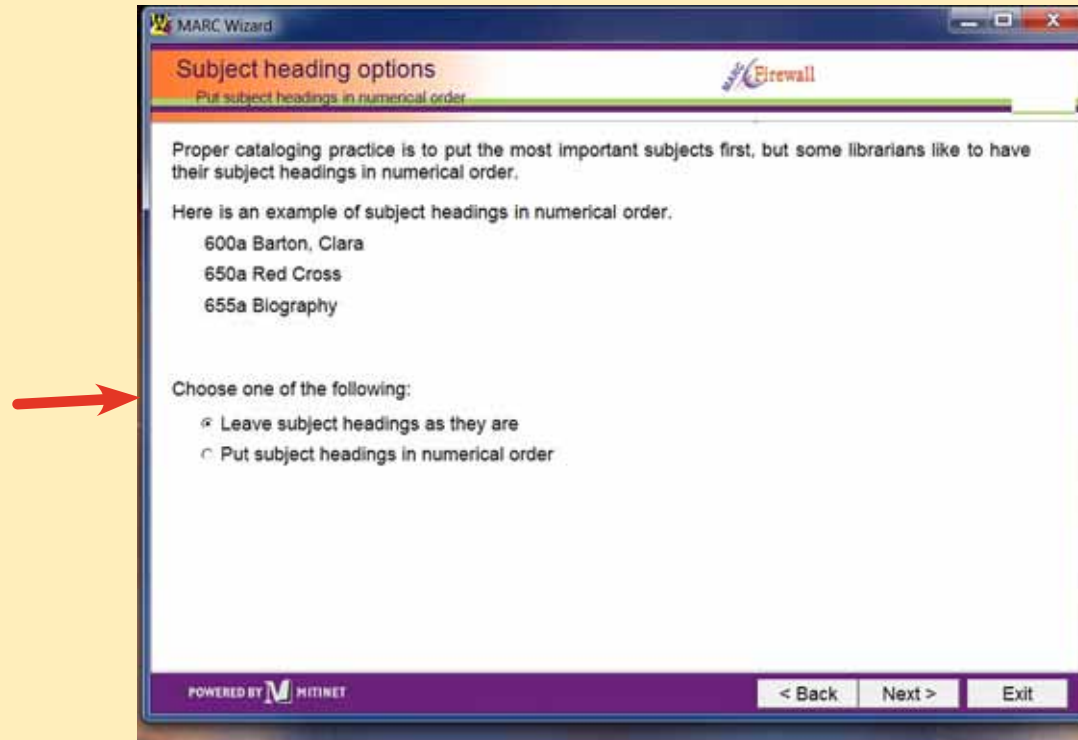 MARC Wizard
Subject heading options
Put subject headings in numerical order
MARC Firewall
Proper cataloging practice is to put the most important subjects first, but some librarians like to have
their subject headings in numerical order.
Here is an example of subject headings in numerical order.
600a Barton, Clara
650a Red Cross
655a Biography
Choose one of the following:
Leave subject headings as they are
Put subject headings in numerical order
POWERED BY MITINET
< Back Next > Exit